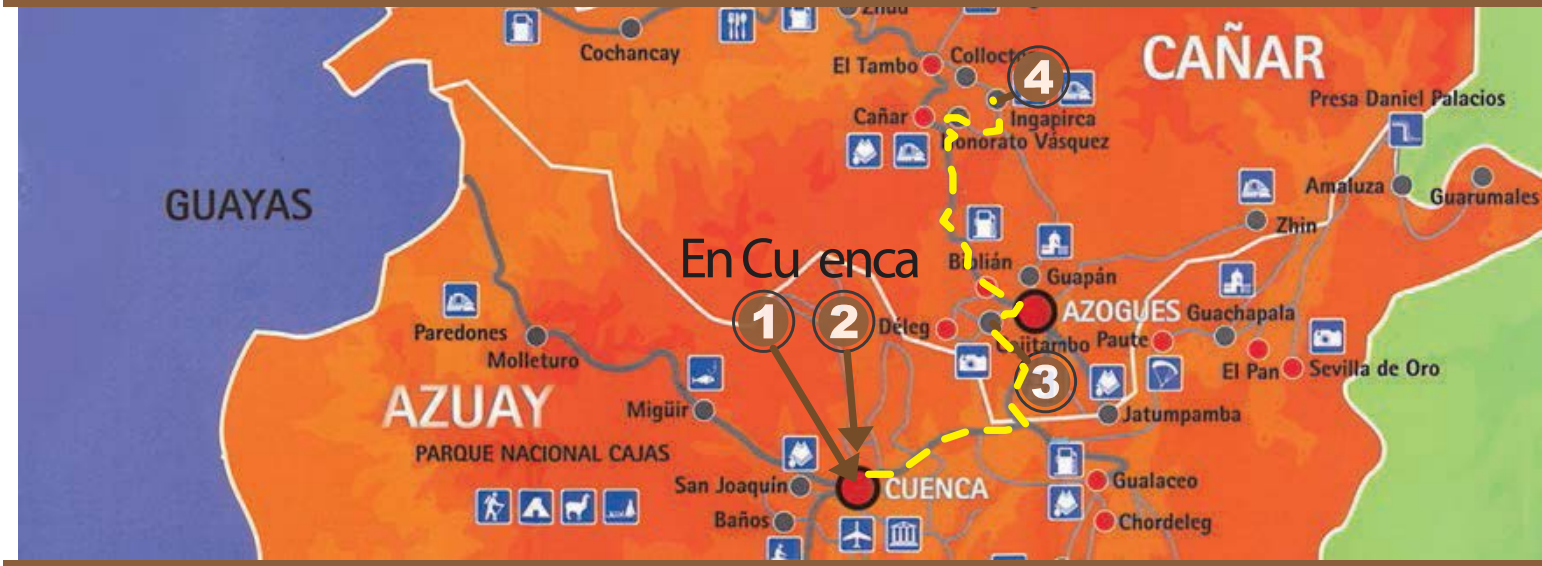 Zhud
Cochancay
El Tambo
CAÑAR
4
Presa Daniel Palacios
Cañar
Ingapirca
Honorato Vásquez
GUAYAS
Amaluza
Guarumales
Zhin
En Cu enca
Biblián
Guapán
1
2
Déleg
AZOGUES
Guachapala
Paredones
Molleturo
Cojitambo
Paute
El Pan
Sevilla de Oro
3
AZUAY
Migüir
Jatumpamba
PARQUE NACIONAL CAJAS
San Joaquin
CUENCA
Gualaceo
Baños
Chordeleg